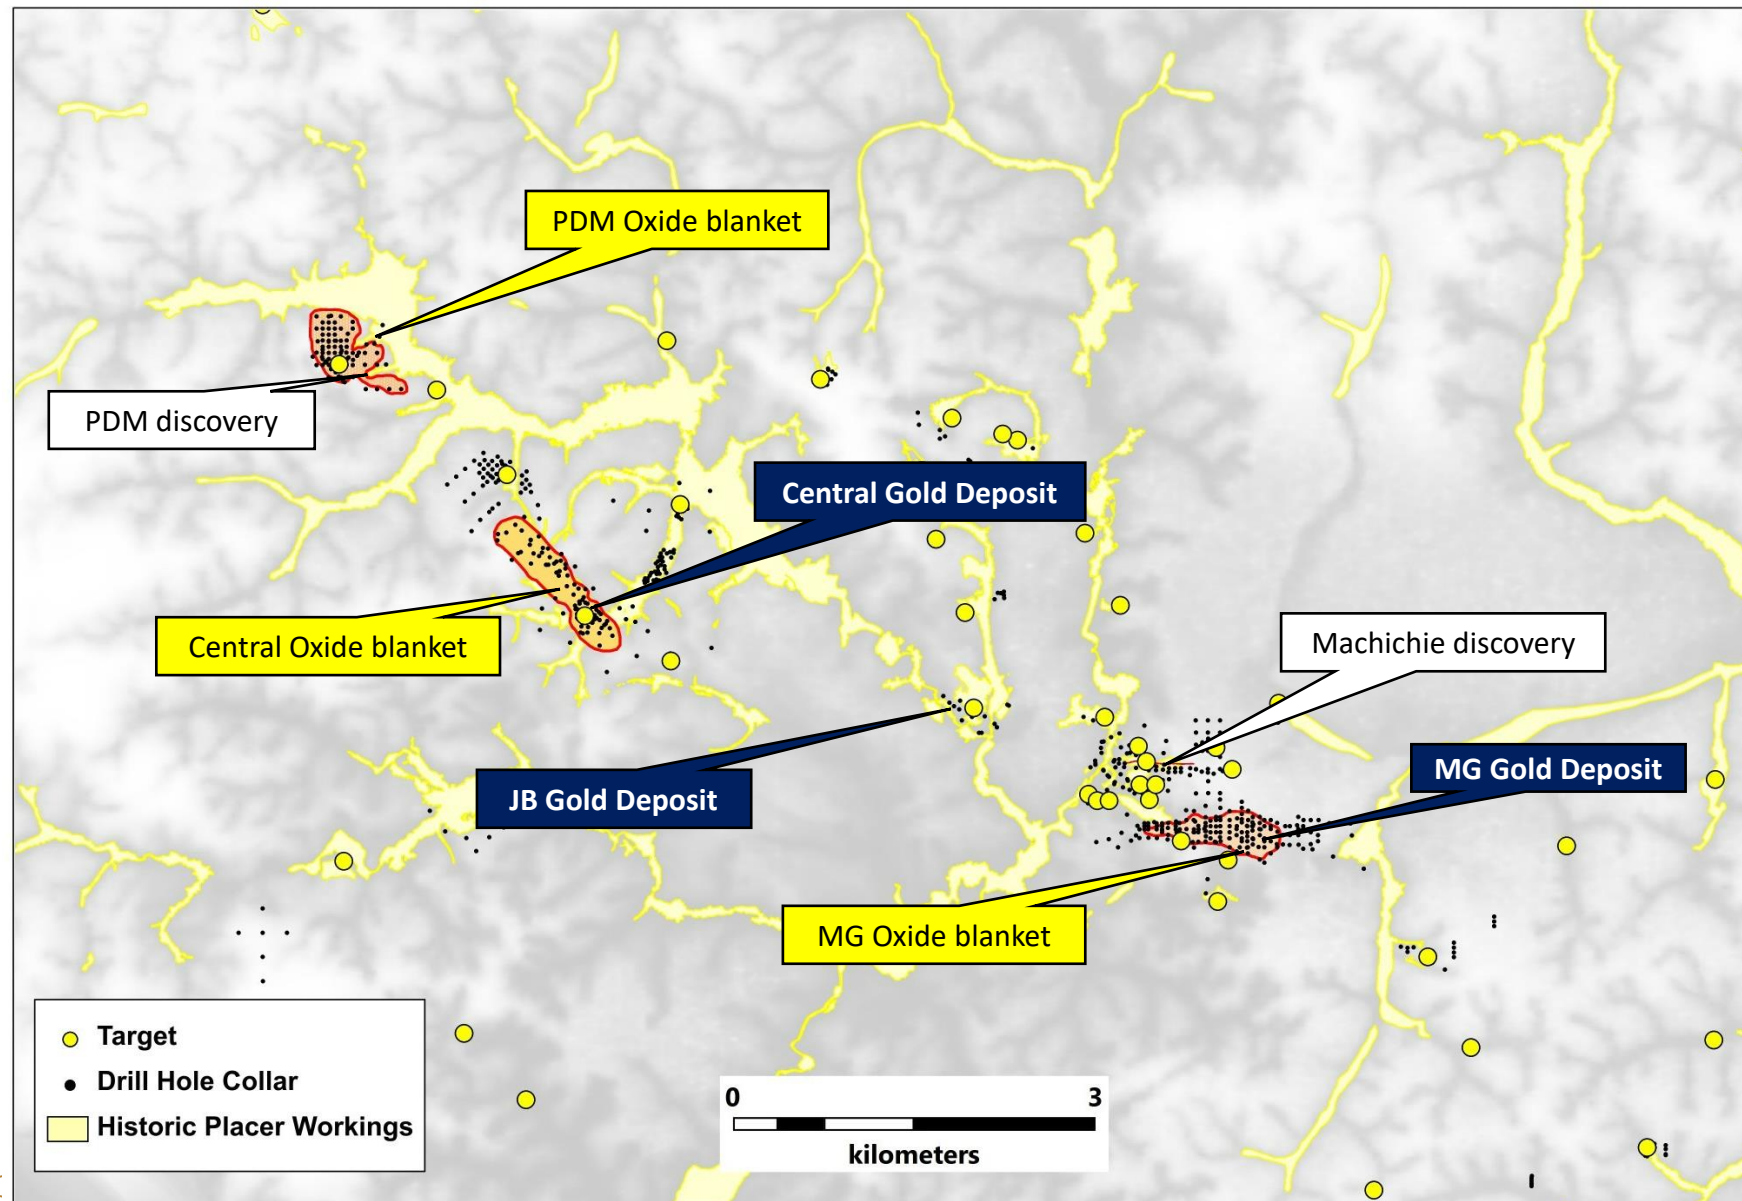 PDM Oxide blanket
PDM discovery
Central Gold Deposit
Central Oxide blanket
Machichie discovery
MG Gold Deposit
JB Gold Deposit
MG Oxide blanket
Target
Drill Hole Collar
Historic Placer Workings
0 3
kilometers